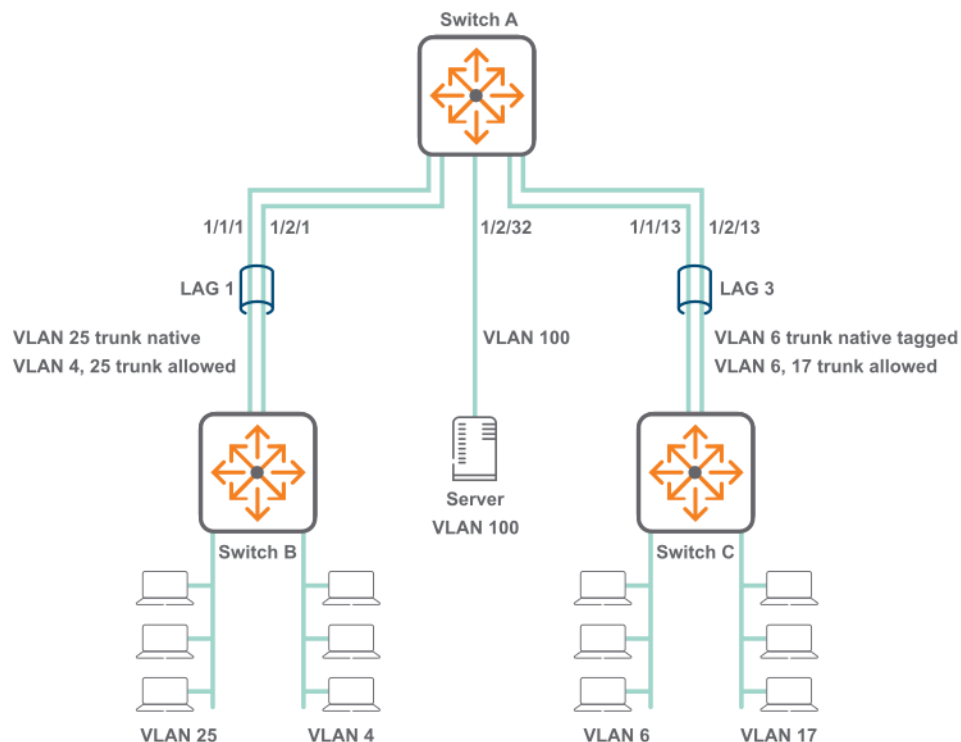 Switch A
1/1/1
1/2/1
1/2/32
1/1/13
1/2/13
LAG 1
LAG 3
VLAN 25 trunk native
VLAN 4, 25 trunk allowed
VLAN 100
VLAN 6 trunk native tagged
VLAN 6, 17 trunk allowed
Server
VLAN 100
Switch B
Switch C
VLAN 25
VLAN 4
VLAN 6
VLAN 17